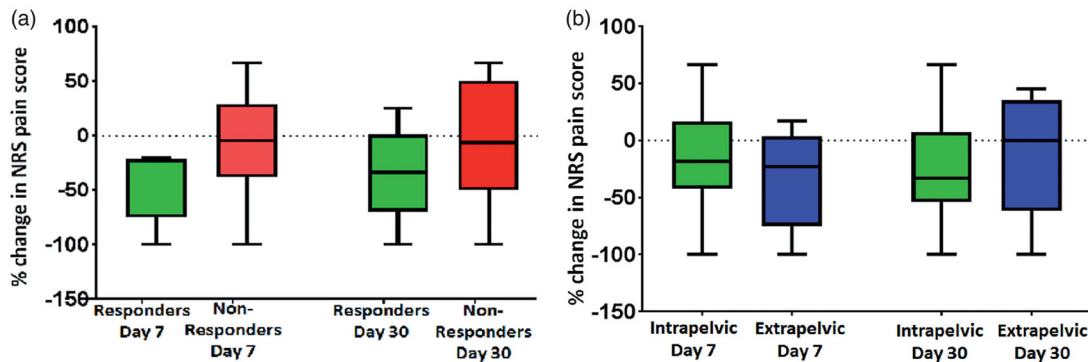 (a)
% change in NRS pain score
100
50
0
-50
-100
-150
Responders
Day 7
Non-
Responders
Day 7
Responders
Day 30
Non-
Responders
Day 30
(b)
% change in NRS pain score
100
50
0
-50
-100
-150
Intrapelvic
Day 7
Extrapelvic
Day 7
Intrapelvic
Day 30
Extrapelvic
Day 30